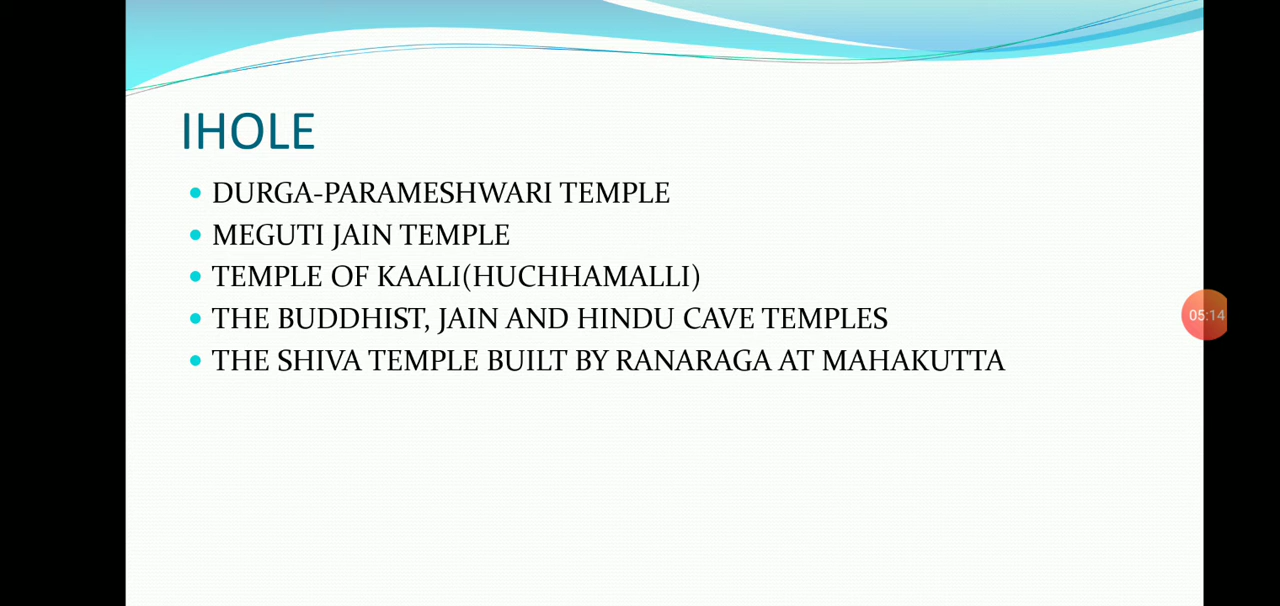 IHOLE
DURGA-PARAMESHWARI TEMPLE
MEGUTI JAIN TEMPLE
TEMPLE OF KAALI(HUCHHAMALLI)
THE BUDDHIST, JAIN AND HINDU CAVE TEMPLES
THE SHIVA TEMPLE BUILT BY RANARAGA AT MAHAKUTTA
05:14